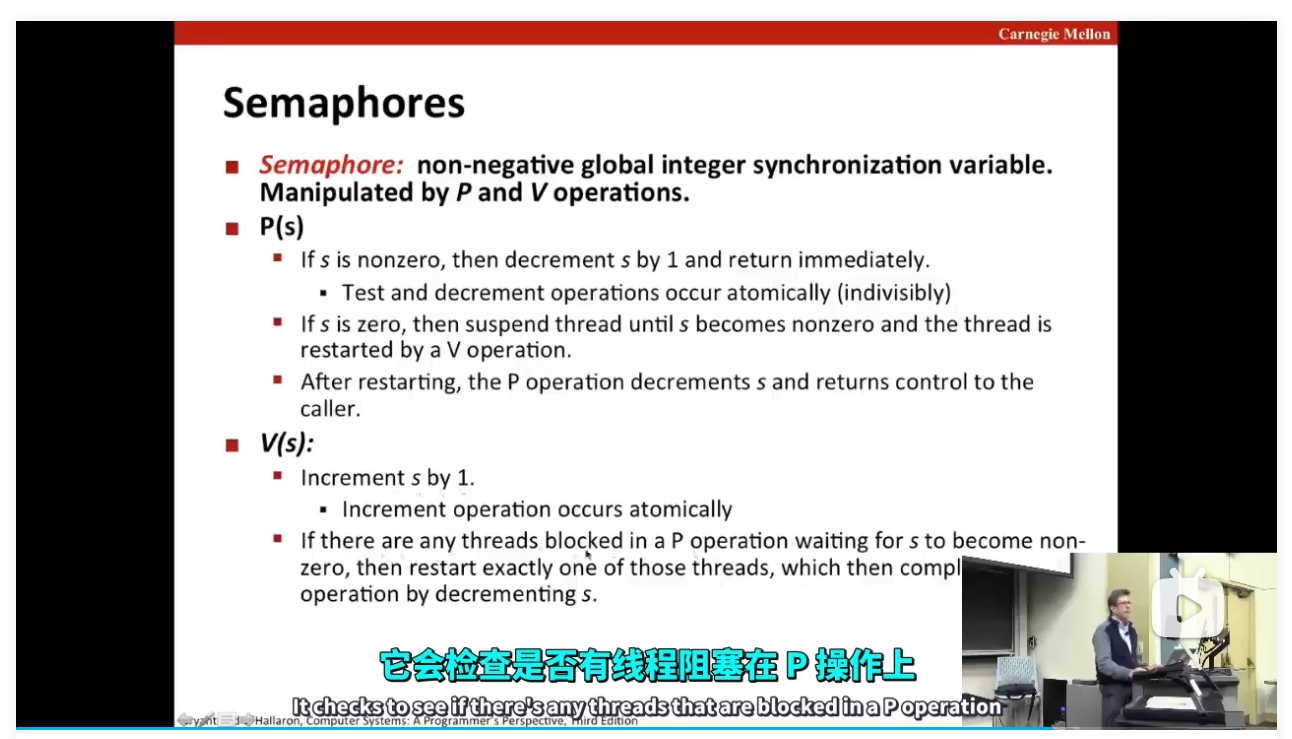 Carnegie Mellon
Semaphores
Semaphore: non-negative global integer synchronization variable.
Manipulated by P and V operations.
P(s)
If s is nonzero, then decrement s by 1 and return immediately.
Test and decrement operations occur atomically (indivisibly)
If s is zero, then suspend thread until s becomes nonzero and the thread is
restarted by a V operation.
After restarting, the P operation decrements s and returns control to the
caller.
V(s):
Increment s by 1.
Increment operation occurs atomically
If there are any threads blocked in a P operation waiting for s to become non-
zero, then restart exactly one of those threads, which then compl
operation by decrementing s.
它会检查是否有线程阻塞在 P 操作上
It checks to see if there's any threads that are blocked in a P operation
Hallaron, Computer Systems: A Programmer's Perspective, Third Edition